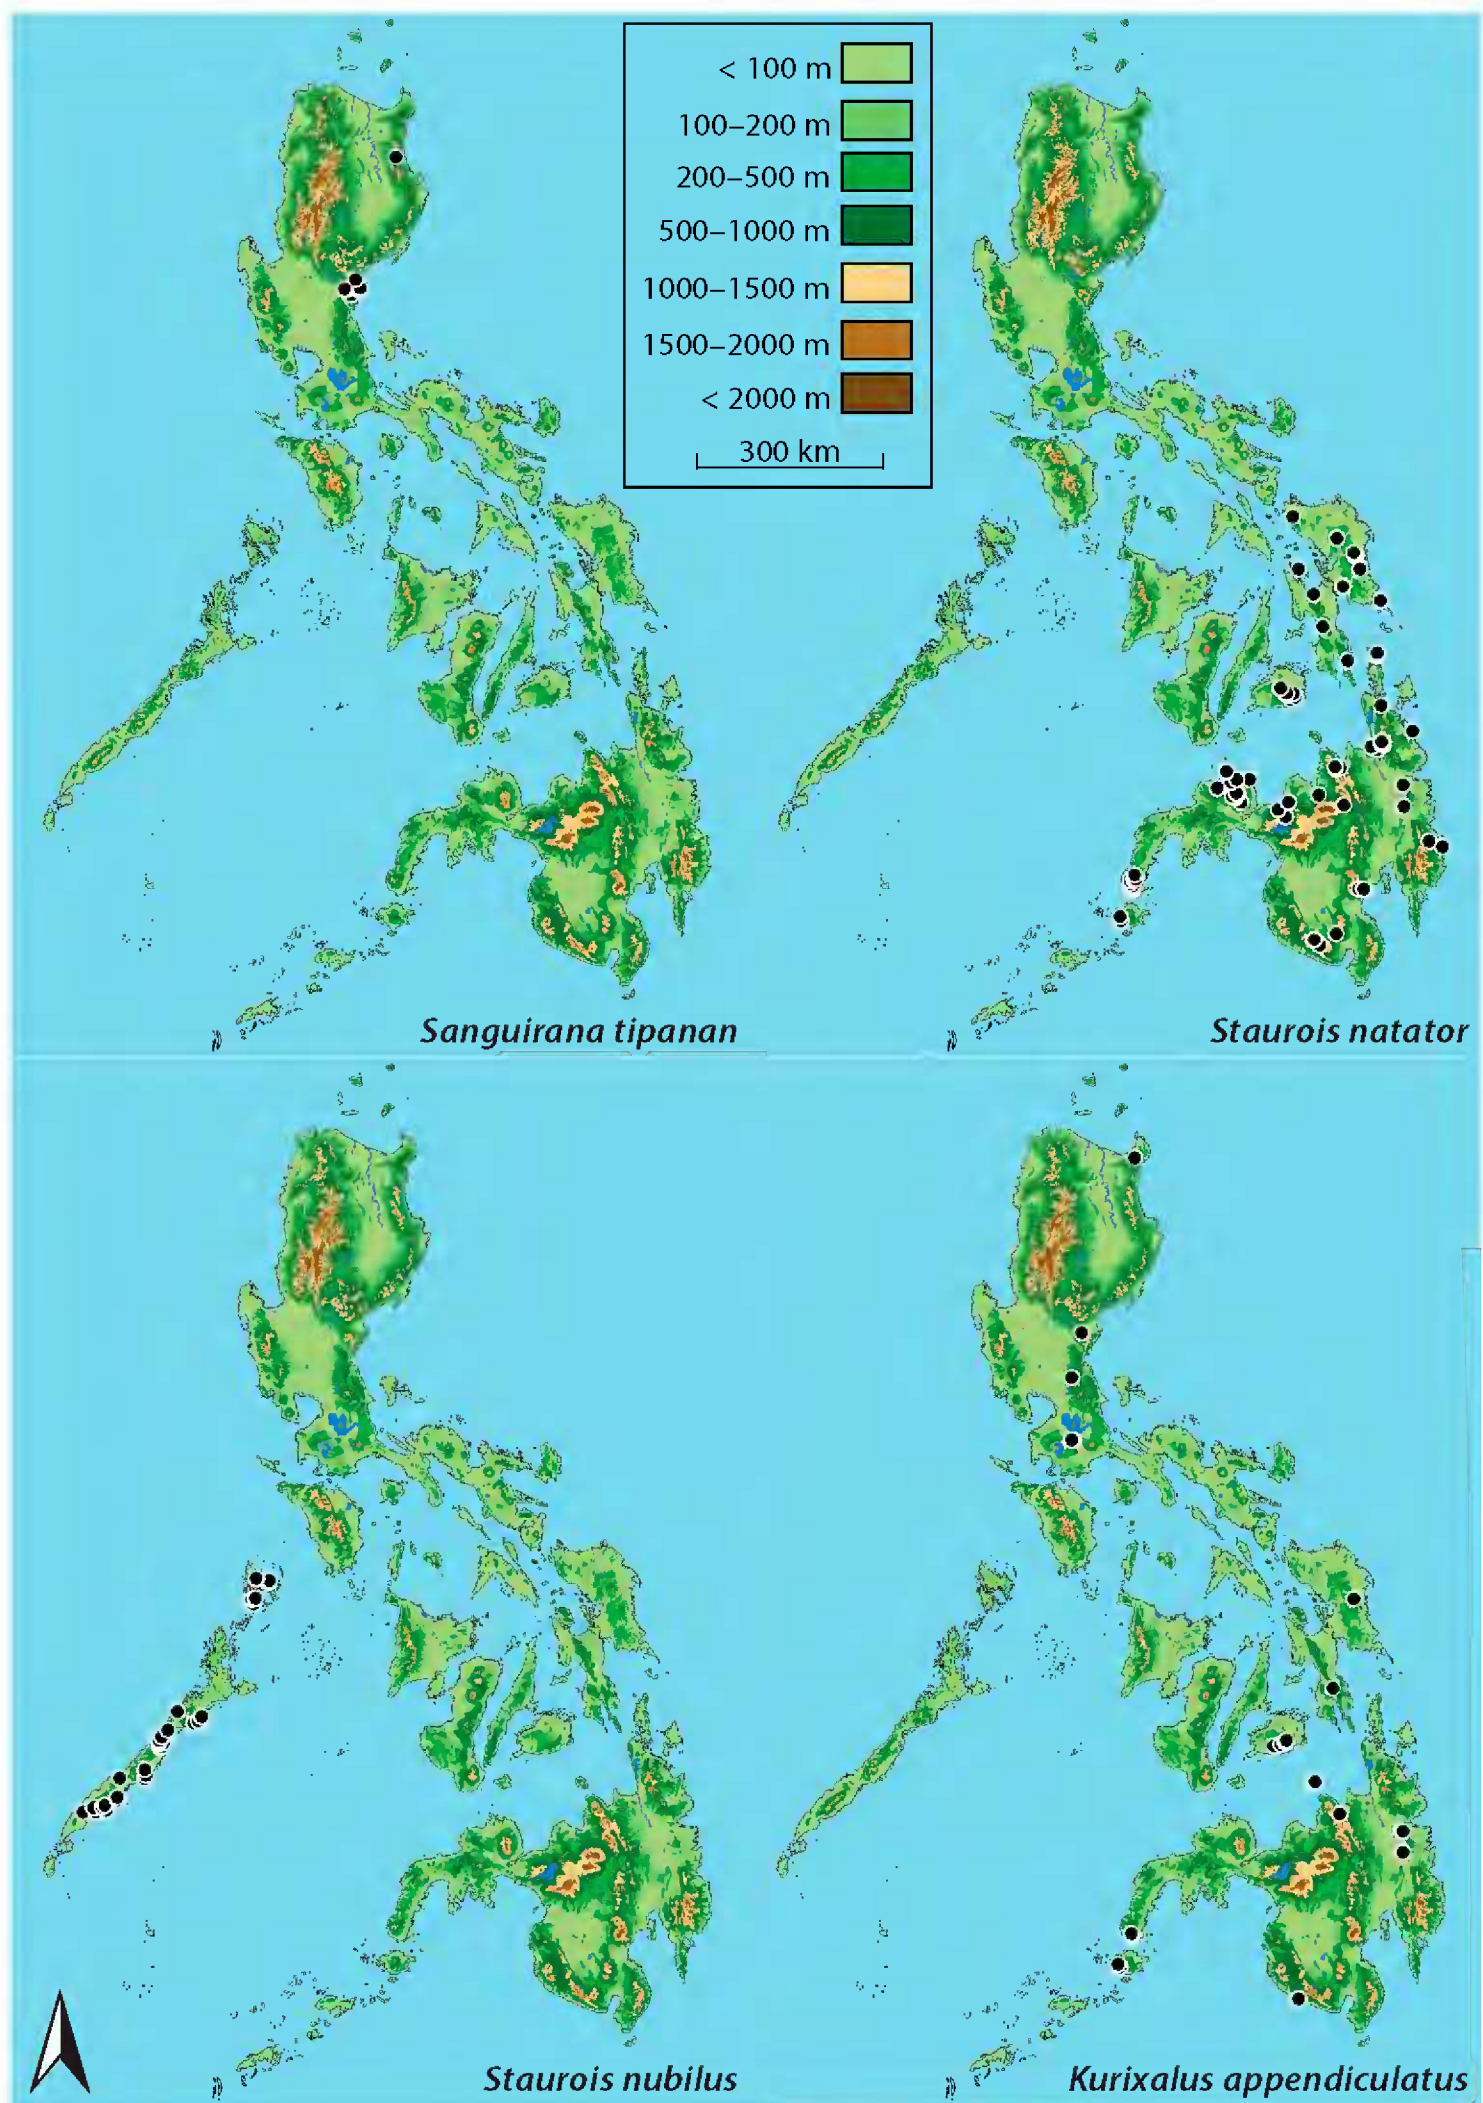 < 100 m
100–200 m
200–500 m
500–1000 m
1000–1500 m
1500–2000 m
< 2000 m
300 km
Sanguirana tipanan
Staurois natator
Staurois nubilus
Kurixalus appendiculatus